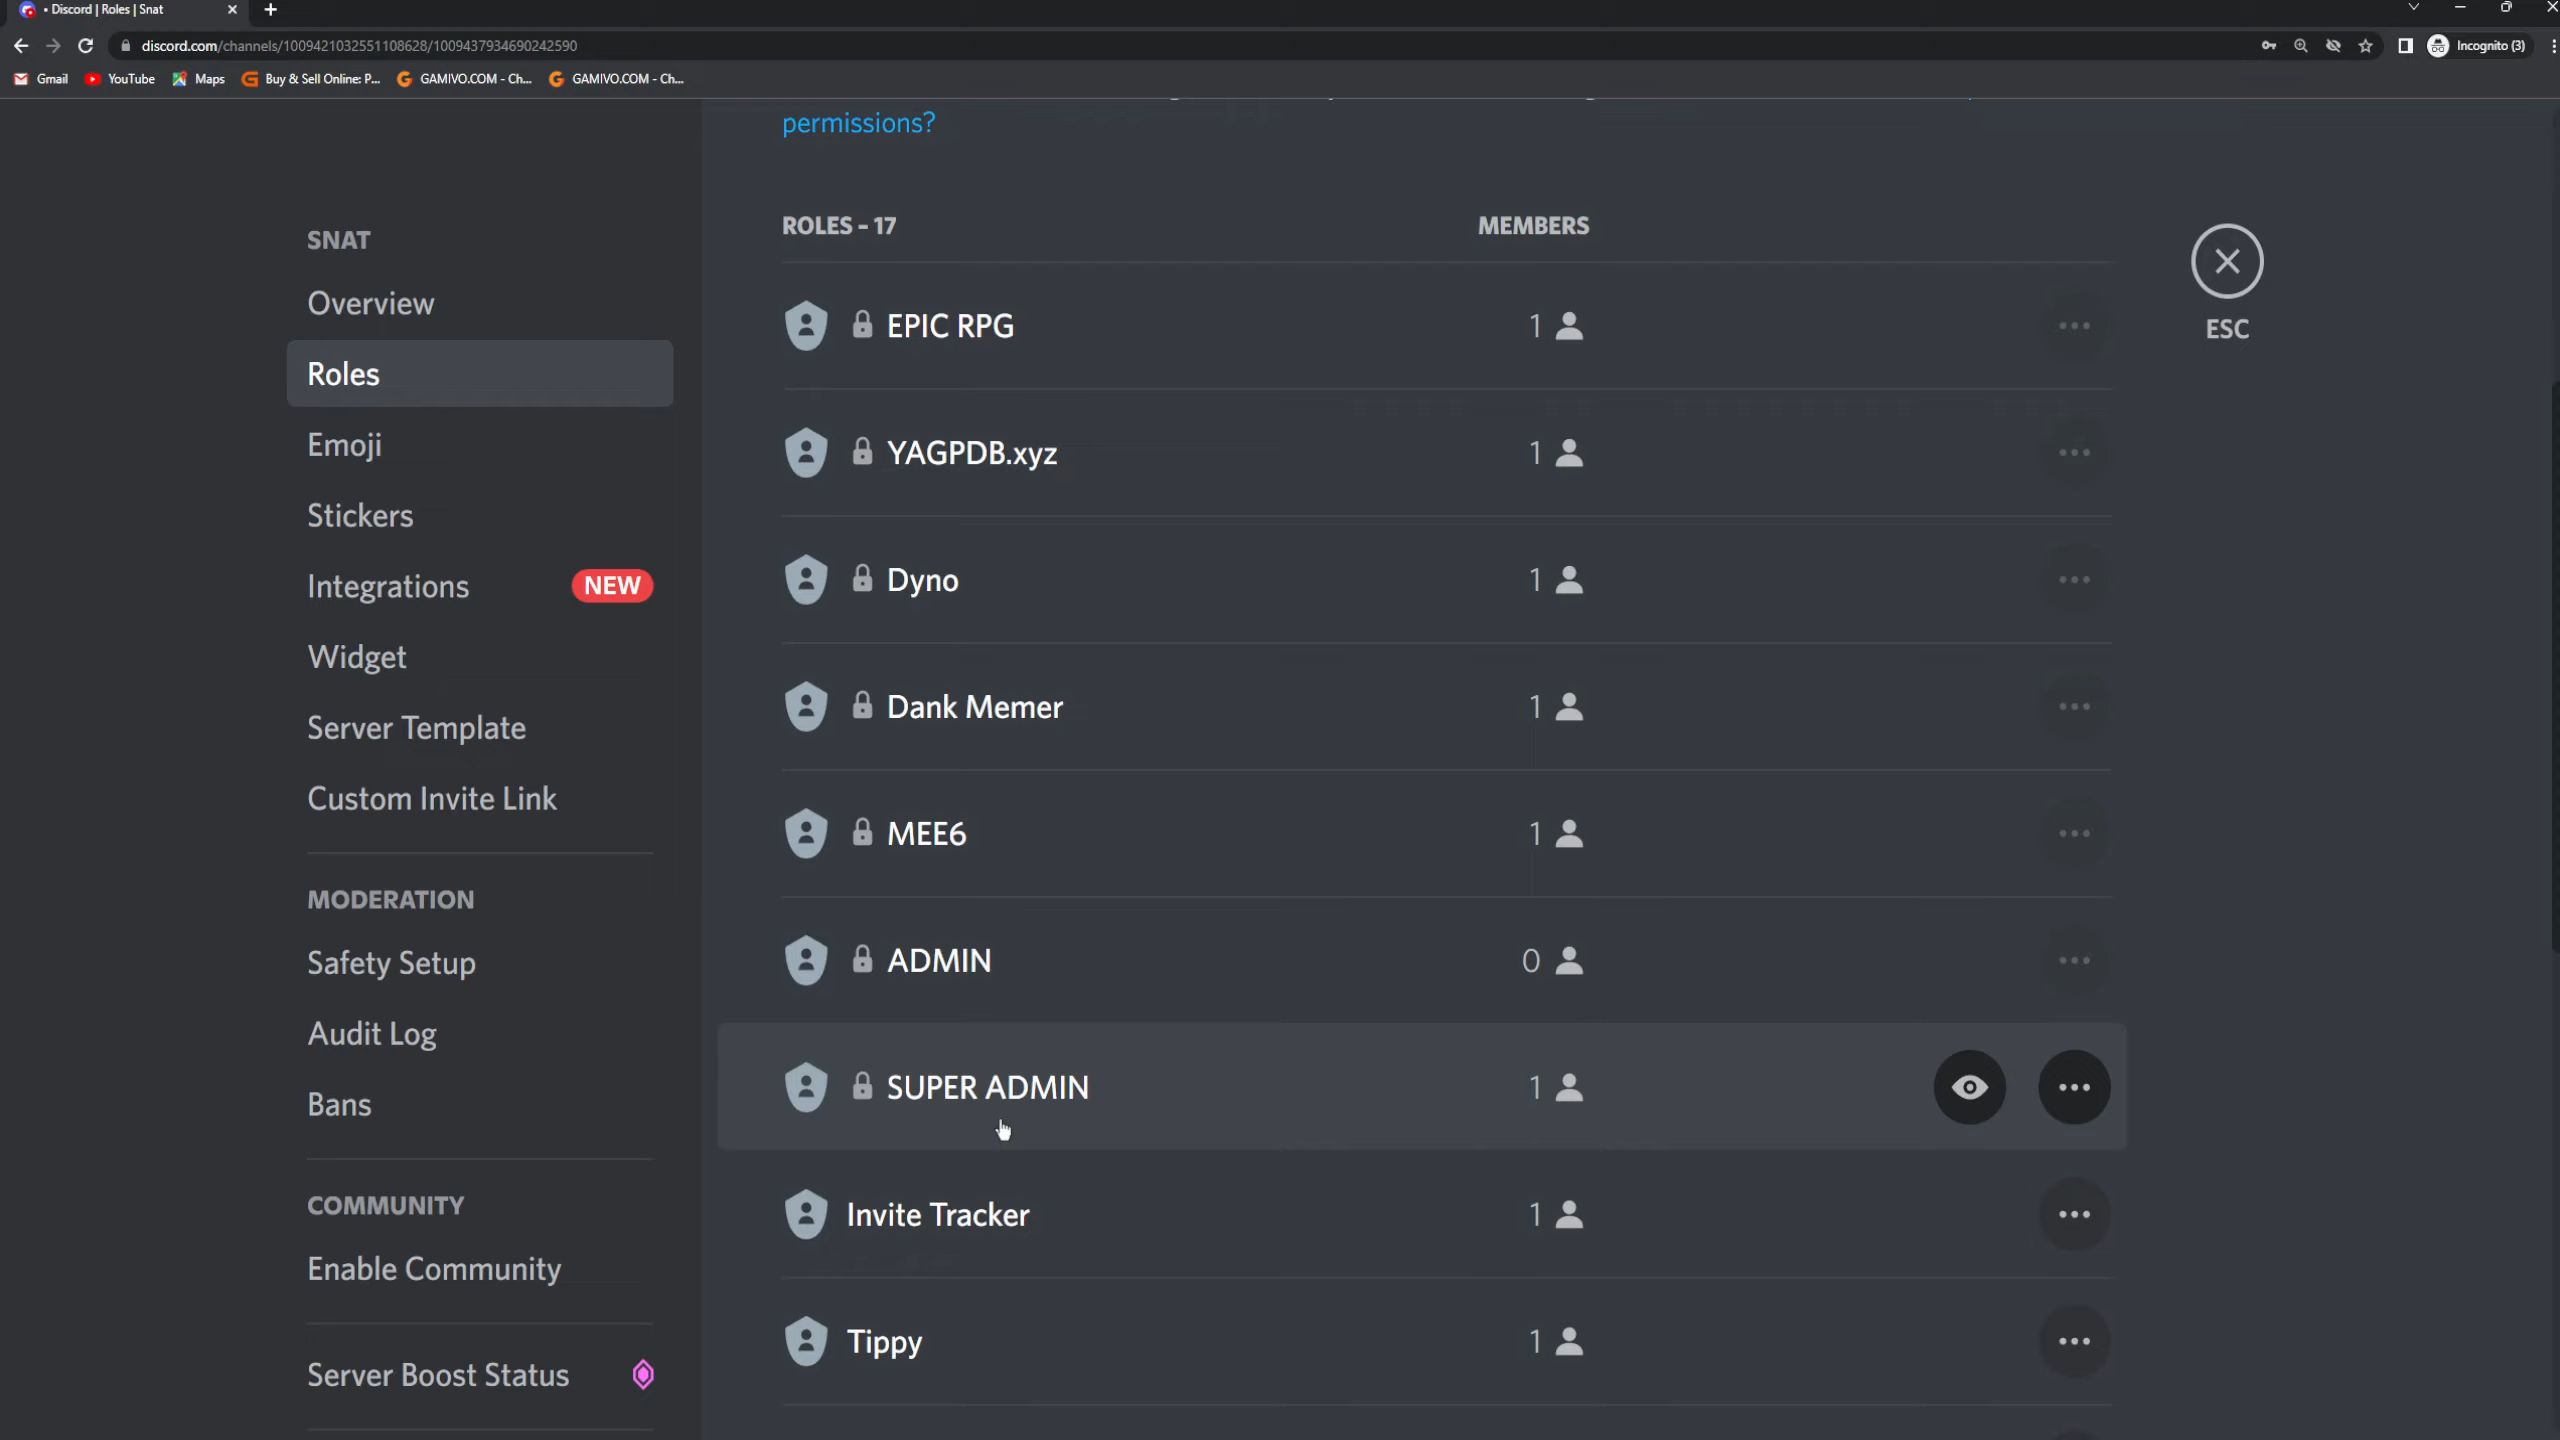 • Discord | Roles | Snat
discord.com/channels/1009421032551108628/1009437934690242590
Incognito (3)
Gmail
YouTube
Maps
Buy & Sell Online: P...
GAMIVO.COM - Ch...
GAMIVO.COM - Ch...
permissions?
SNAT
Overview
Roles
Emoji
Stickers
Integrations NEW
Widget
Server Template
Custom Invite Link
MODERATION
Safety Setup
Audit Log
Bans
COMMUNITY
Enable Community
Server Boost Status
ROLES – 17 MEMBERS
EPIC RPG 1
YAGPDB.xyz 1
Dyno 1
Dank Memer 1
MEE6 1
ADMIN 0
SUPER ADMIN 1
Invite Tracker 1
Tippy 1
ESC